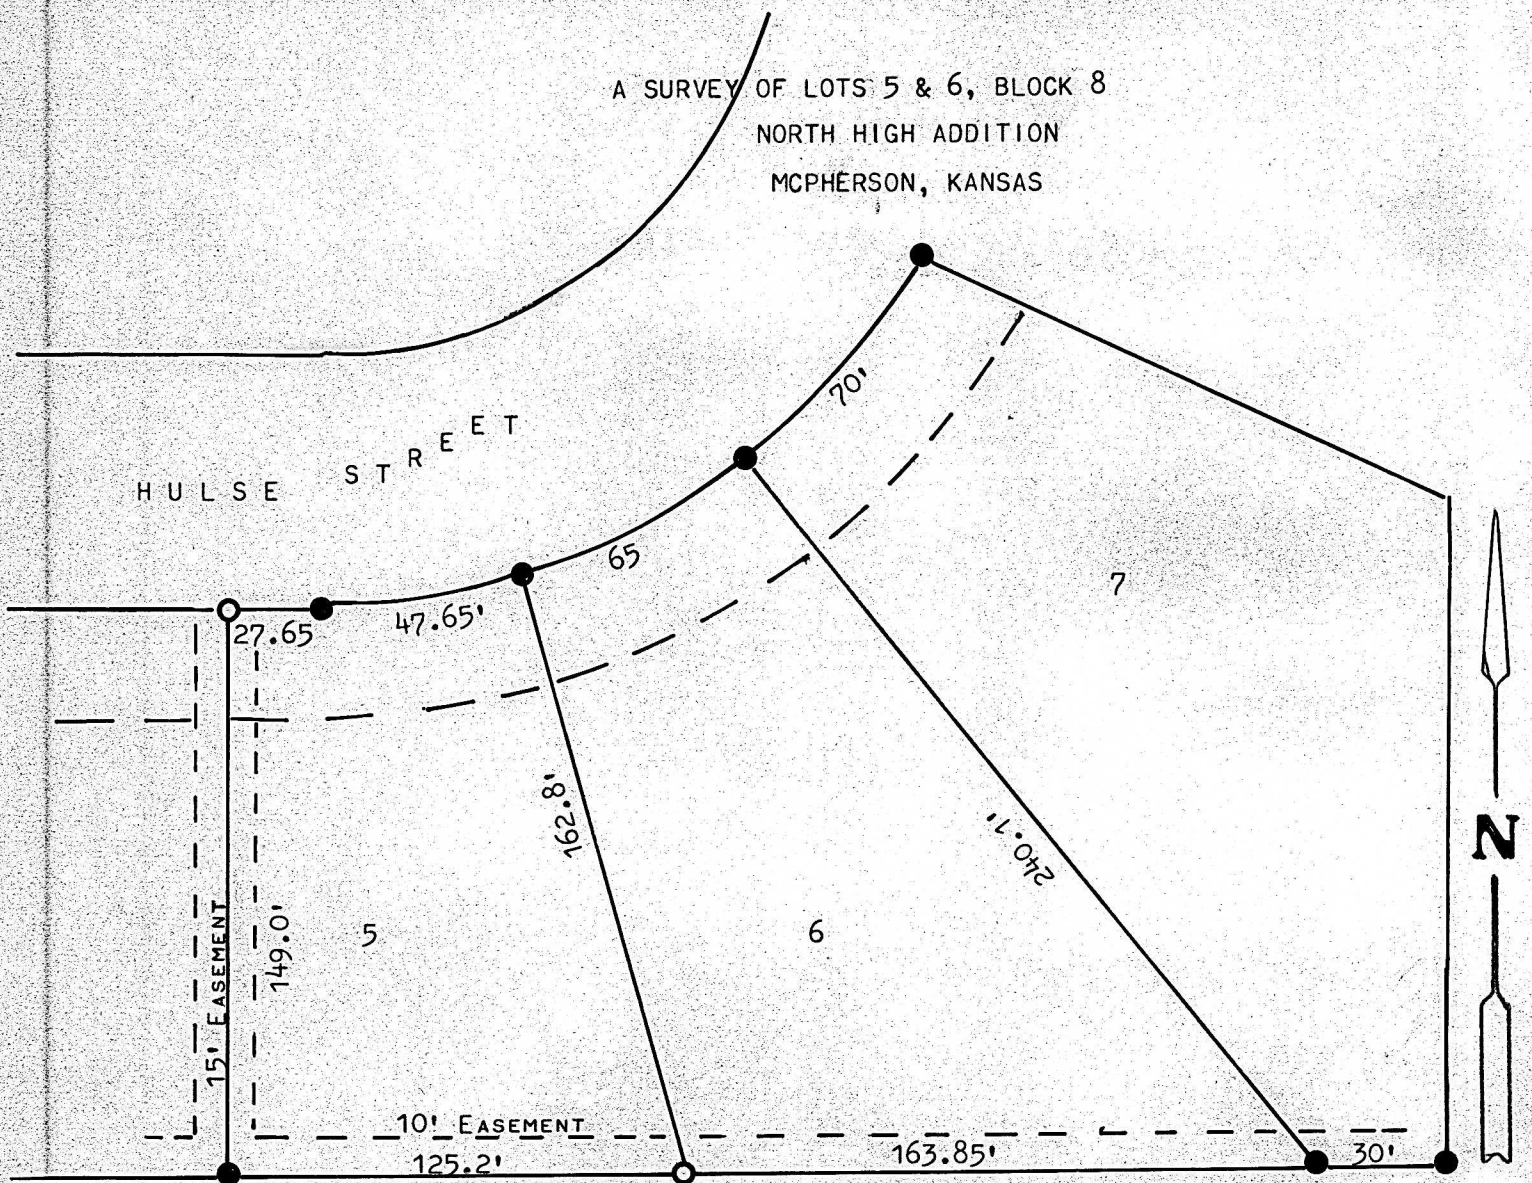 A SURVEY OF LOTS 5 & 6, BLOCK 8
NORTH HIGH ADDITION
MCPHERSON, KANSAS
70'
HULSE STREET
65
7
27.65
47.65'
162.8'
240.1'
N
5
6
15' EASEMENT
149.0'
10' EASEMENT
125.2'
163.85'
30'